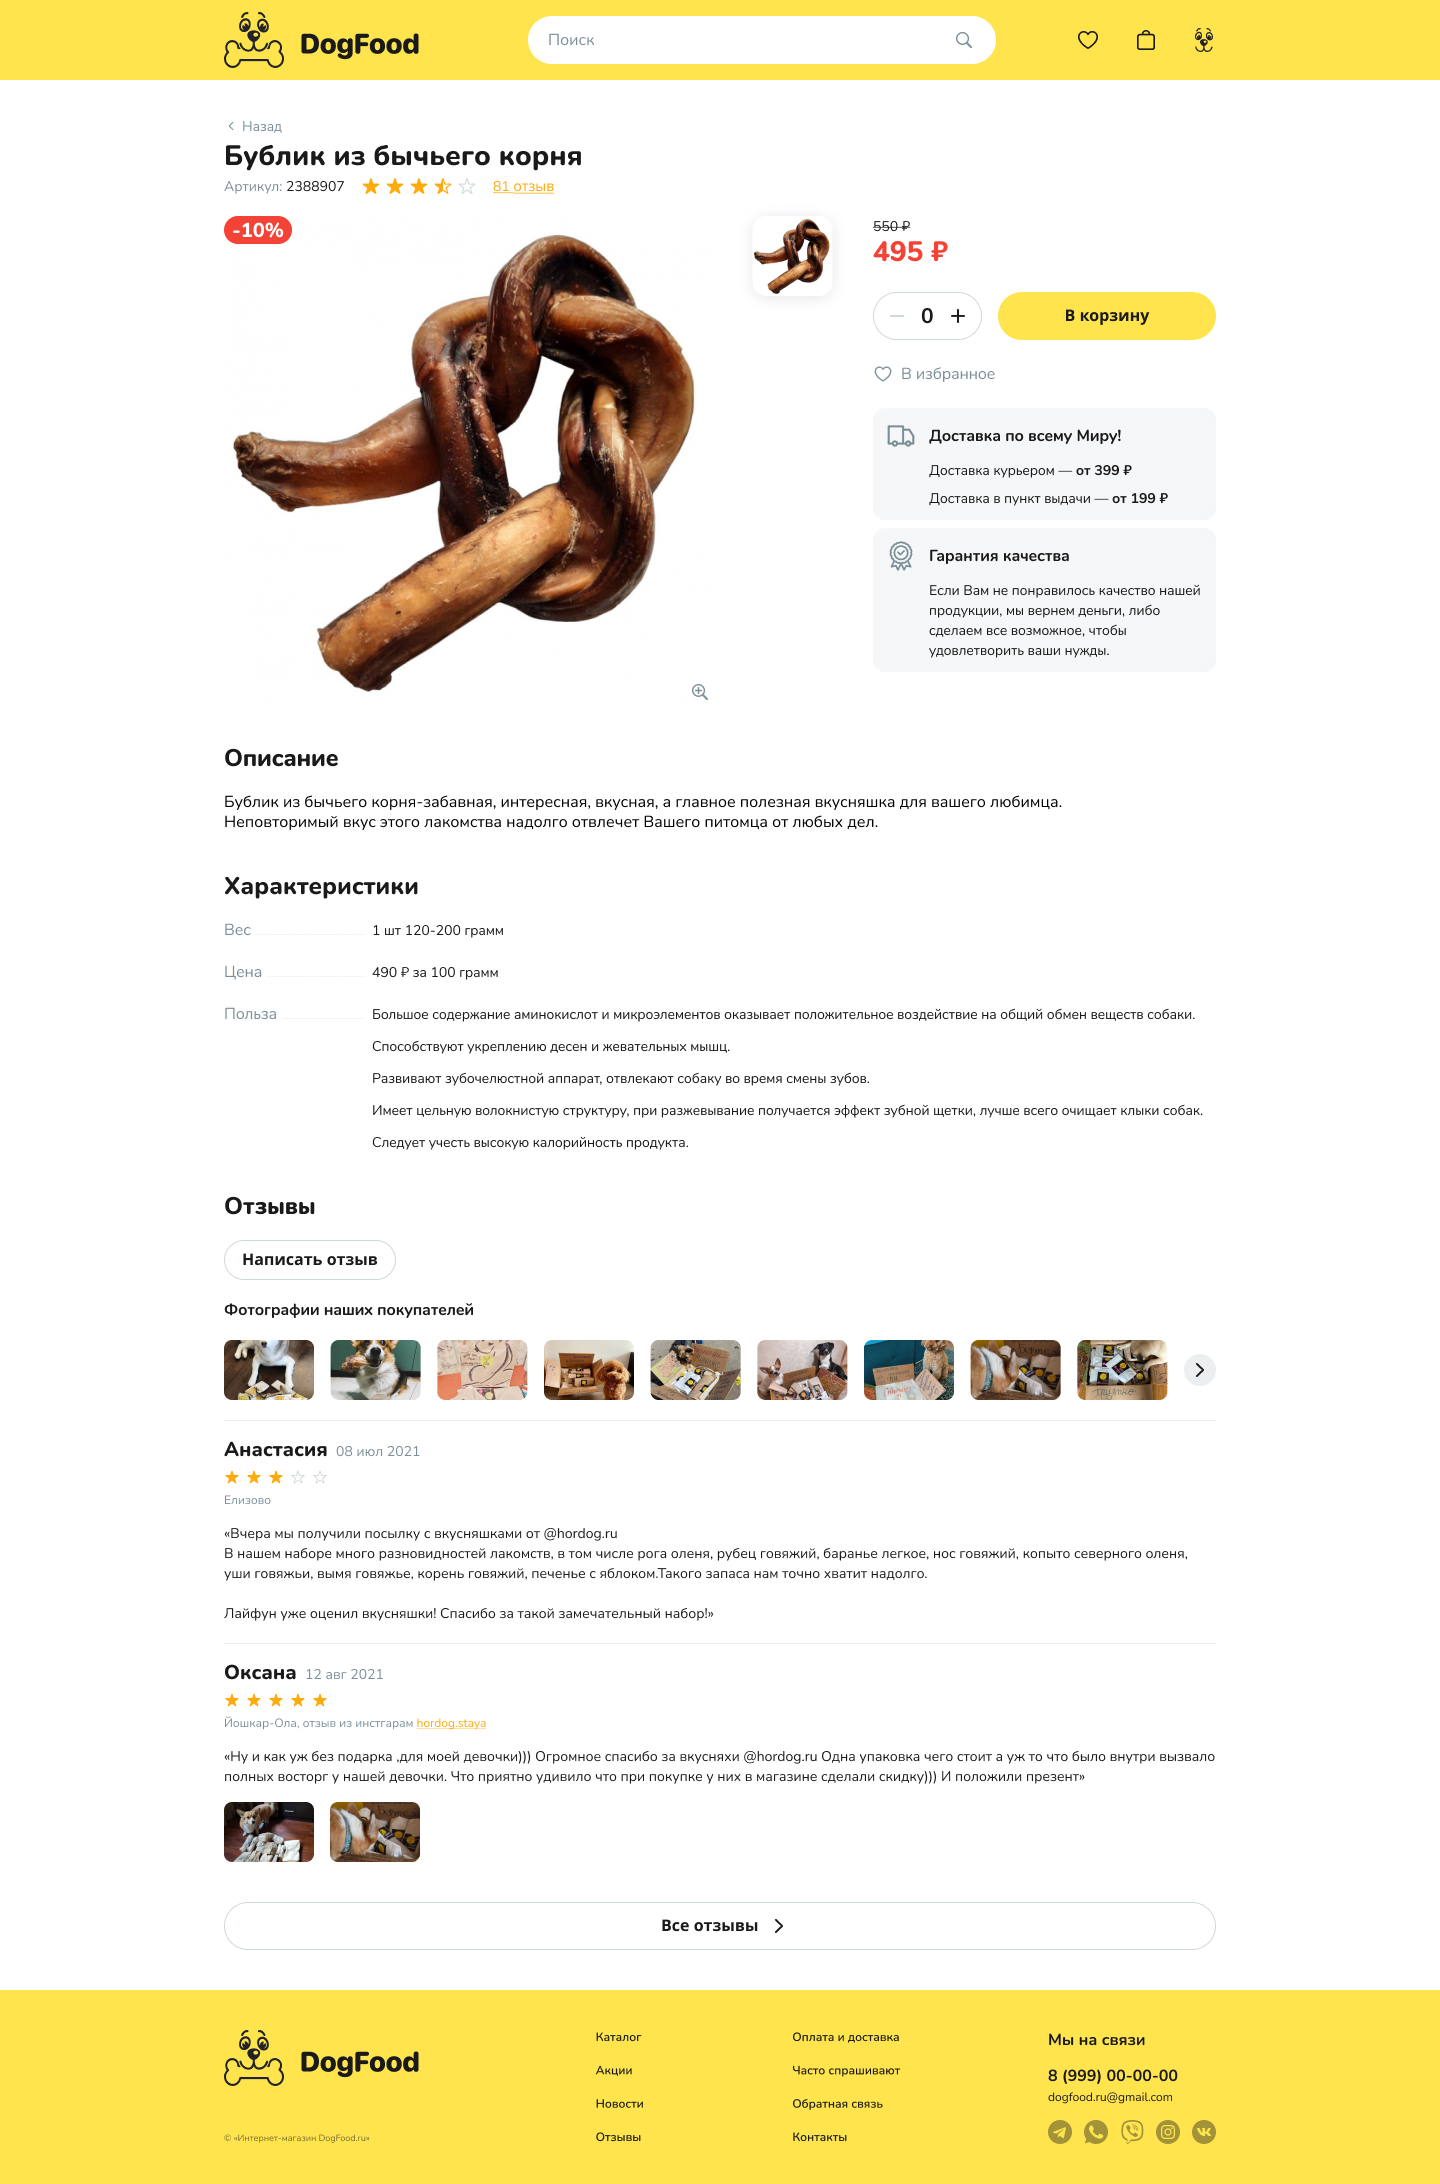 DogFood
Поиск
Назад
Бублик из бычьего корня
Артикул: 2388907
81 отзыв
-10%
550 ₽
495 ₽
0
В корзину
В избранное
Доставка по всему Миру!
Доставка курьером — от 399 ₽
Доставка в пункт выдачи — от 199 ₽
Гарантия качества
Если Вам не понравилось качество нашей
продукции, мы вернем деньги, либо
сделаем все возможное, чтобы
удовлетворить ваши нужды.
Описание
Бублик из бычьего корня-забавная, интересная, вкусная, а главное полезная вкусняшка для вашего любимца.
Неповторимый вкус этого лакомства надолго отвлечет Вашего питомца от любых дел.
Характеристики
Вес
1 шт 120-200 грамм
Цена
490 ₽ за 100 грамм
Польза
Большое содержание аминокислот и микроэлементов оказывает положительное воздействие на общий обмен веществ собаки.
Способствуют укреплению десен и жевательных мышц.
Развивают зубочелюстной аппарат, отвлекают собаку во время смены зубов.
Имеет цельную волокнистую структуру, при разжевывание получается эффект зубной щетки, лучше всего очищает клыки собак.
Следует учесть высокую калорийность продукта.
Отзывы
Написать отзыв
Фотографии наших покупателей
Анастасия 08 июл 2021
Елизово
«Вчера мы получили посылку с вкусняшками от @hordog.ru
В нашем наборе много разновидностей лакомств, в том числе рога оленя, рубец говяжий, баранье легкое, нос говяжий, копыто северного оленя,
уши говяжьи, вымя говяжье, корень говяжий, печенье с яблоком.Такого запаса нам точно хватит надолго.
Лайфун уже оценил вкусняшки! Спасибо за такой замечательный набор!»
Оксана 12 авг 2021
Йошкар-Ола, отзыв из инстграм hordog.staya
«Ну и как уж без подарка ,для моей девочки))) Огромное спасибо за вкусняхи @hordog.ru Одна упаковка чего стоит а уж то что было внутри вызвало
полных восторг у нашей девочки. Что приятно удивило что при покупке у них в магазине сделали скидку))) И положили презент»
Все отзывы
DogFood
© «Интернет-магазин DogFood.ru»
Каталог
Акции
Новости
Отзывы
Оплата и доставка
Часто спрашивают
Обратная связь
Контакты
Мы на связи
8 (999) 00-00-00
dogfood.ru@gmail.com